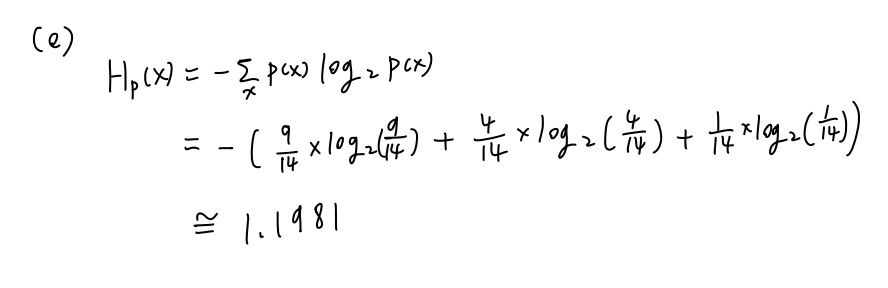 (e)
Hₚ(x) = - Σₓ p(x) log₂ p(x)
= - ( 9/14 × log₂(9/14) + 4/14 × log₂(4/14) + 1/14 × log₂(1/14))
≅ 1.1981